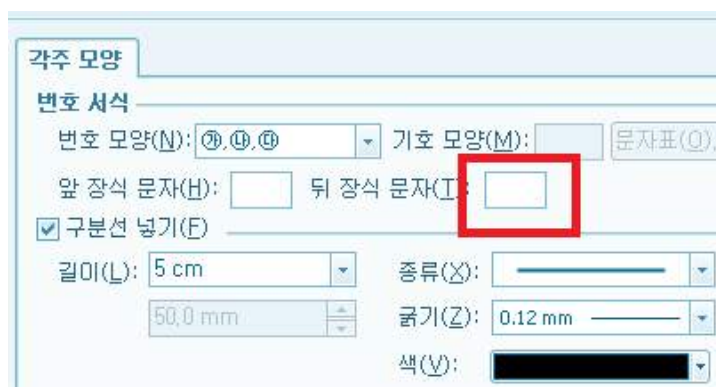 각주 모양
번호 서식
번호 모양(N): ㉮,㉯,㉰ 기호 모양(M): 문자표(O),
앞 장식 문자(H): 뒤 장식 문자(T):
구분선 넣기(F)
길이(L): 5 cm 종류(X):
50,0 mm 굵기(Z): 0.12 mm
색(V):